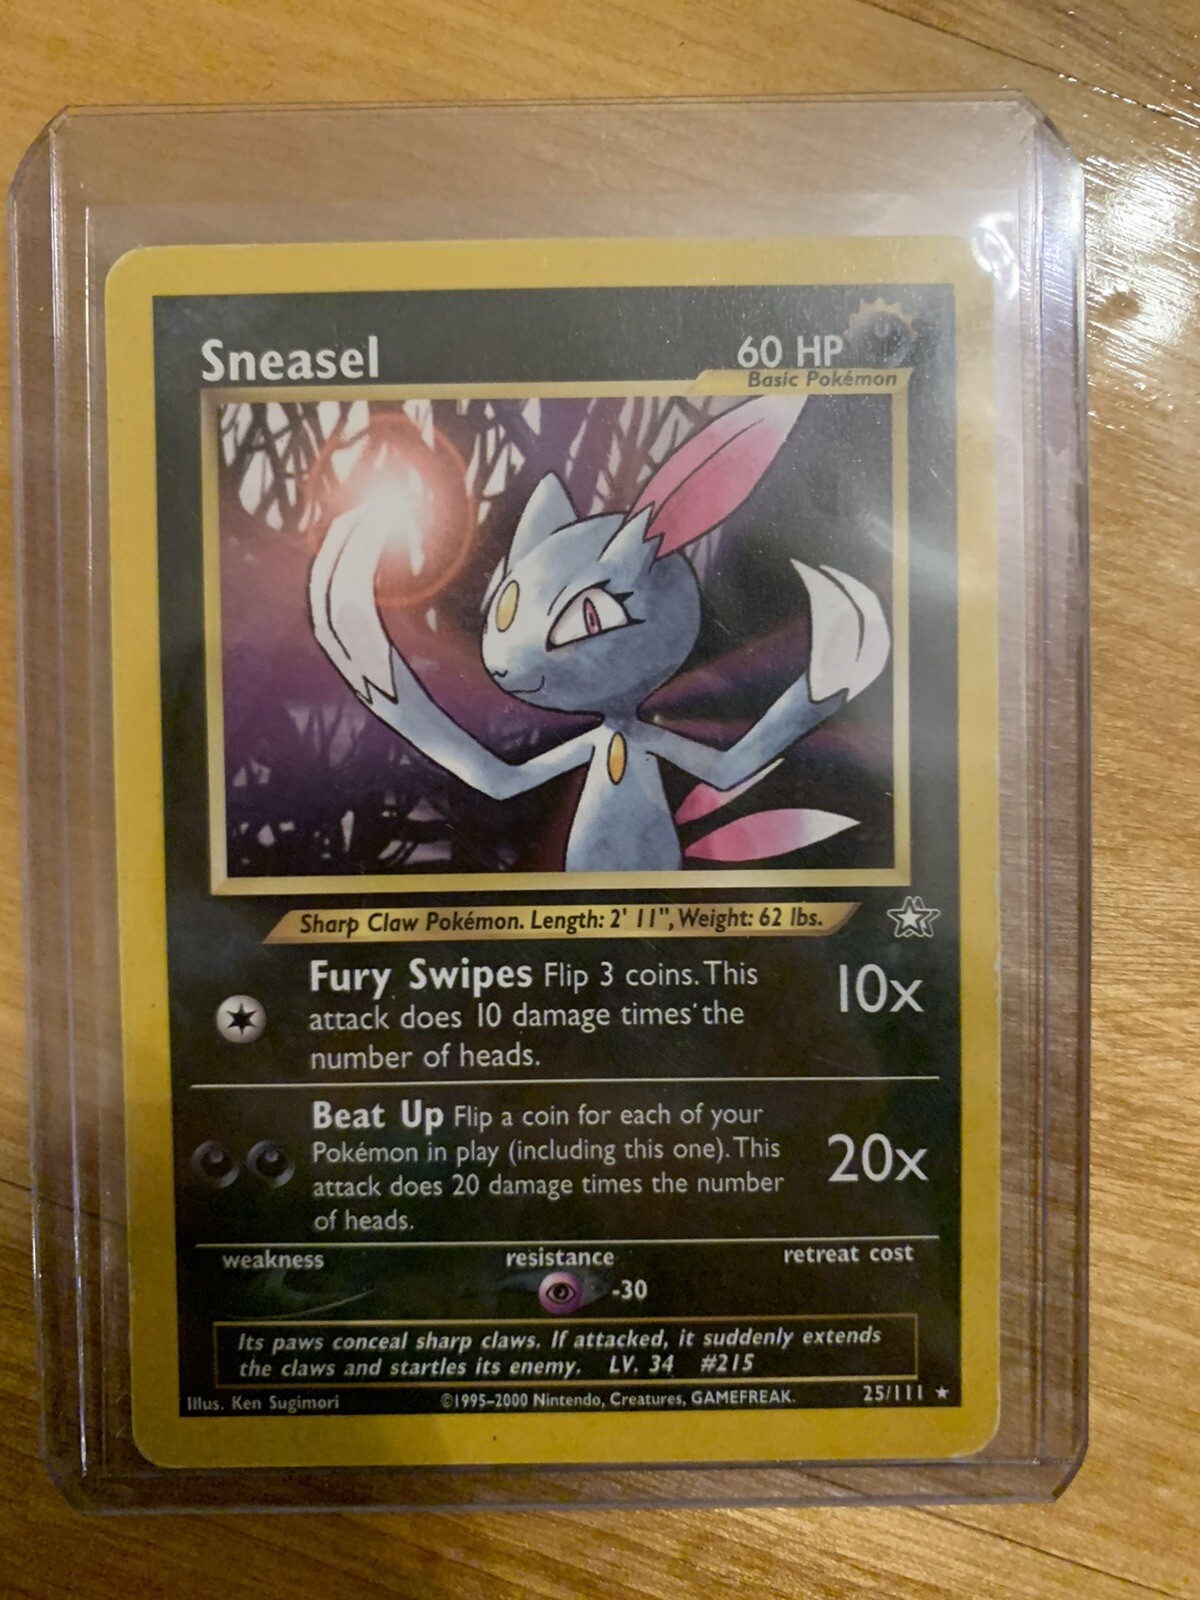 Sneasel
60 HP
Basic Pokémon
Sharp Claw Pokémon. Length: 2' 11", Weight: 62 lbs.
Fury Swipes Flip 3 coins. This
attack does 10 damage times the
number of heads.
10x
Beat Up Flip a coin for each of your
Pokémon in play (including this one). This
attack does 20 damage times the number
of heads.
20x
weakness resistance retreat cost
-30
Its paws conceal sharp claws. If attacked, it suddenly extends
the claws and startles its enemy. LV. 34 #215
Illus. Ken Sugimori ©1995–2000 Nintendo, Creatures, GAMEFREAK. 25/111 ★